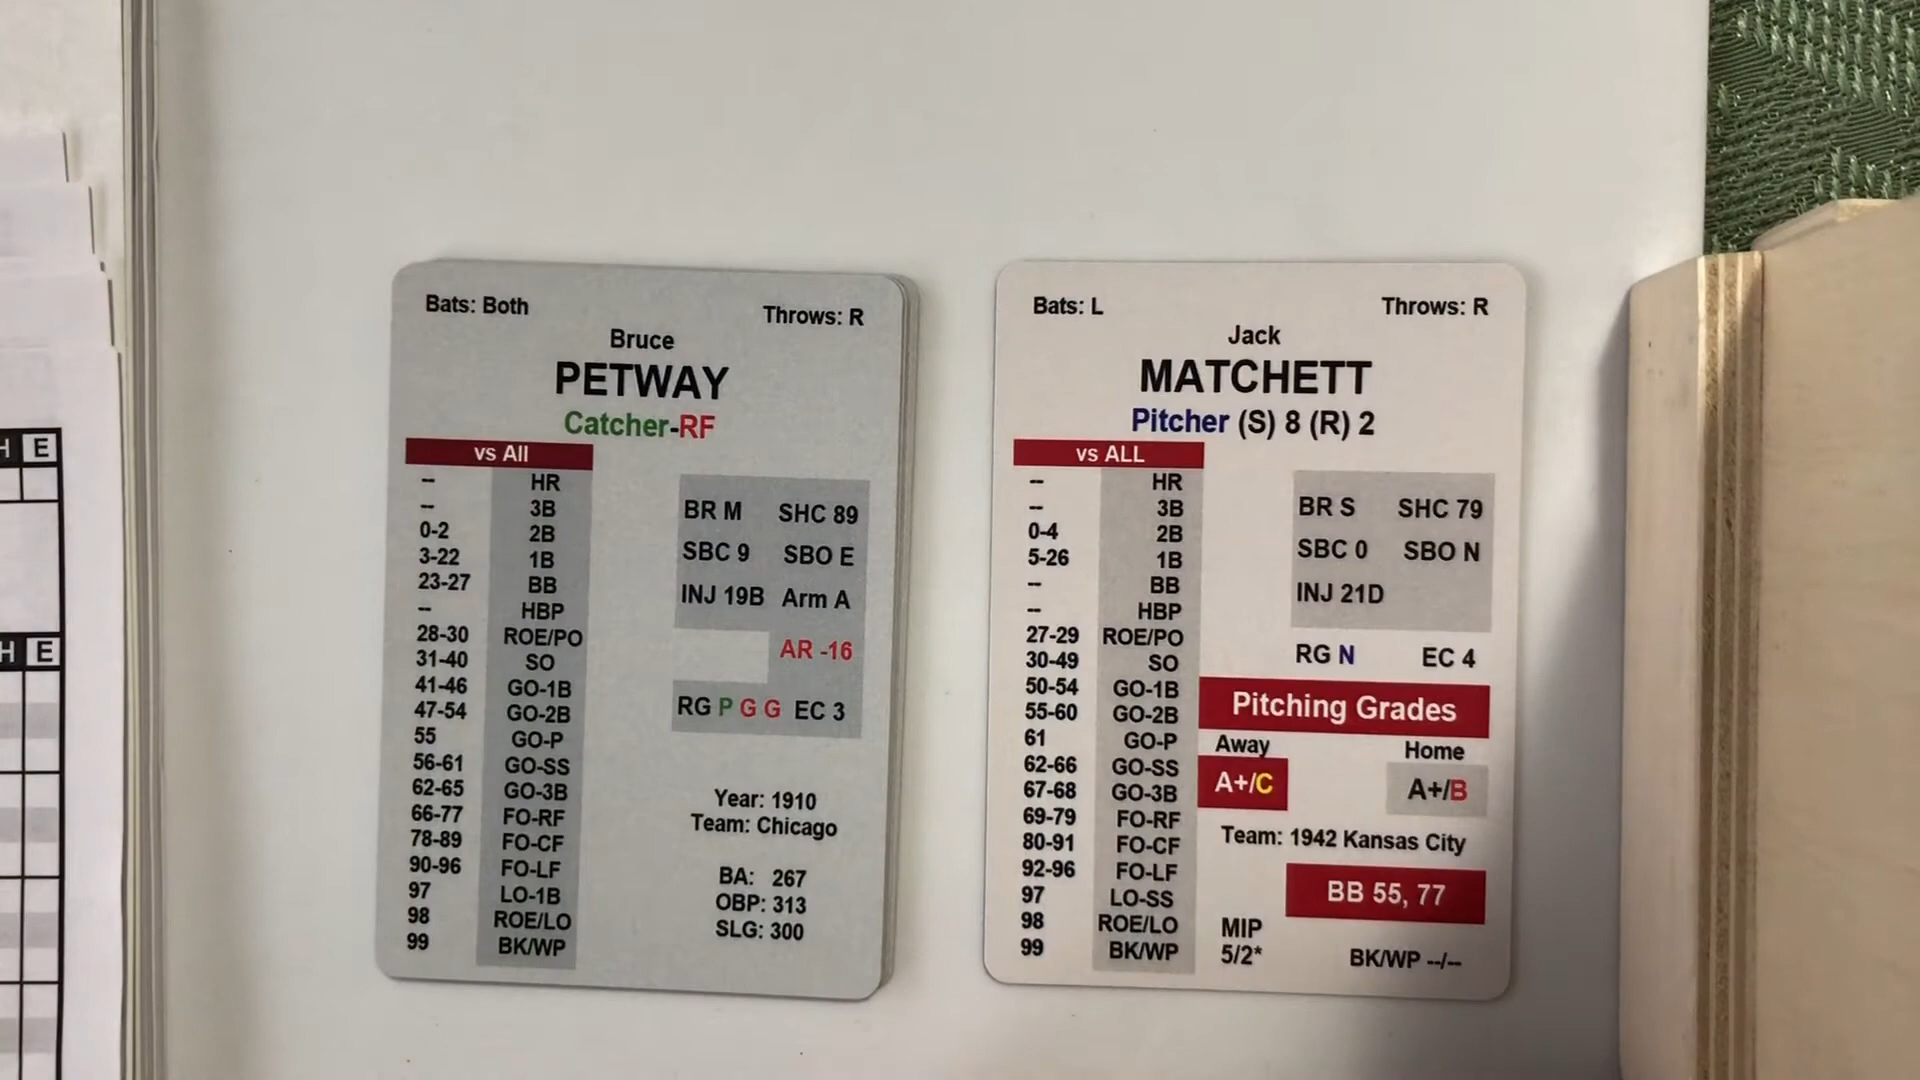 H E
H E
Bats: Both Throws: R
Bruce
PETWAY
Catcher-RF
vs All
-- HR
-- 3B
0-2 2B
3-22 1B
23-27 BB
-- HBP
28-30 ROE/PO
31-40 SO
41-46 GO-1B
47-54 GO-2B
55 GO-P
56-61 GO-SS
62-65 GO-3B
66-77 FO-RF
78-89 FO-CF
90-96 FO-LF
97 LO-1B
98 ROE/LO
99 BK/WP
BR M SHC 89
SBC 9 SBO E
INJ 19B Arm A
AR -16
RG P G G EC 3
Year: 1910
Team: Chicago
BA: 267
OBP: 313
SLG: 300
Bats: L Throws: R
Jack
MATCHETT
Pitcher (S) 8 (R) 2
vs ALL
-- HR
-- 3B
0-4 2B
5-26 1B
-- BB
-- HBP
27-29 ROE/PO
30-49 SO
50-54 GO-1B
55-60 GO-2B
61 GO-P
62-66 GO-SS
67-68 GO-3B
69-79 FO-RF
80-91 FO-CF
92-96 FO-LF
97 LO-SS
98 ROE/LO
99 BK/WP
BR S SHC 79
SBC 0 SBO N
INJ 21D
RG N EC 4
Pitching Grades
Away Home
A+/C A+/B
Team: 1942 Kansas City
BB 55, 77
MIP
5/2*
BK/WP --/--